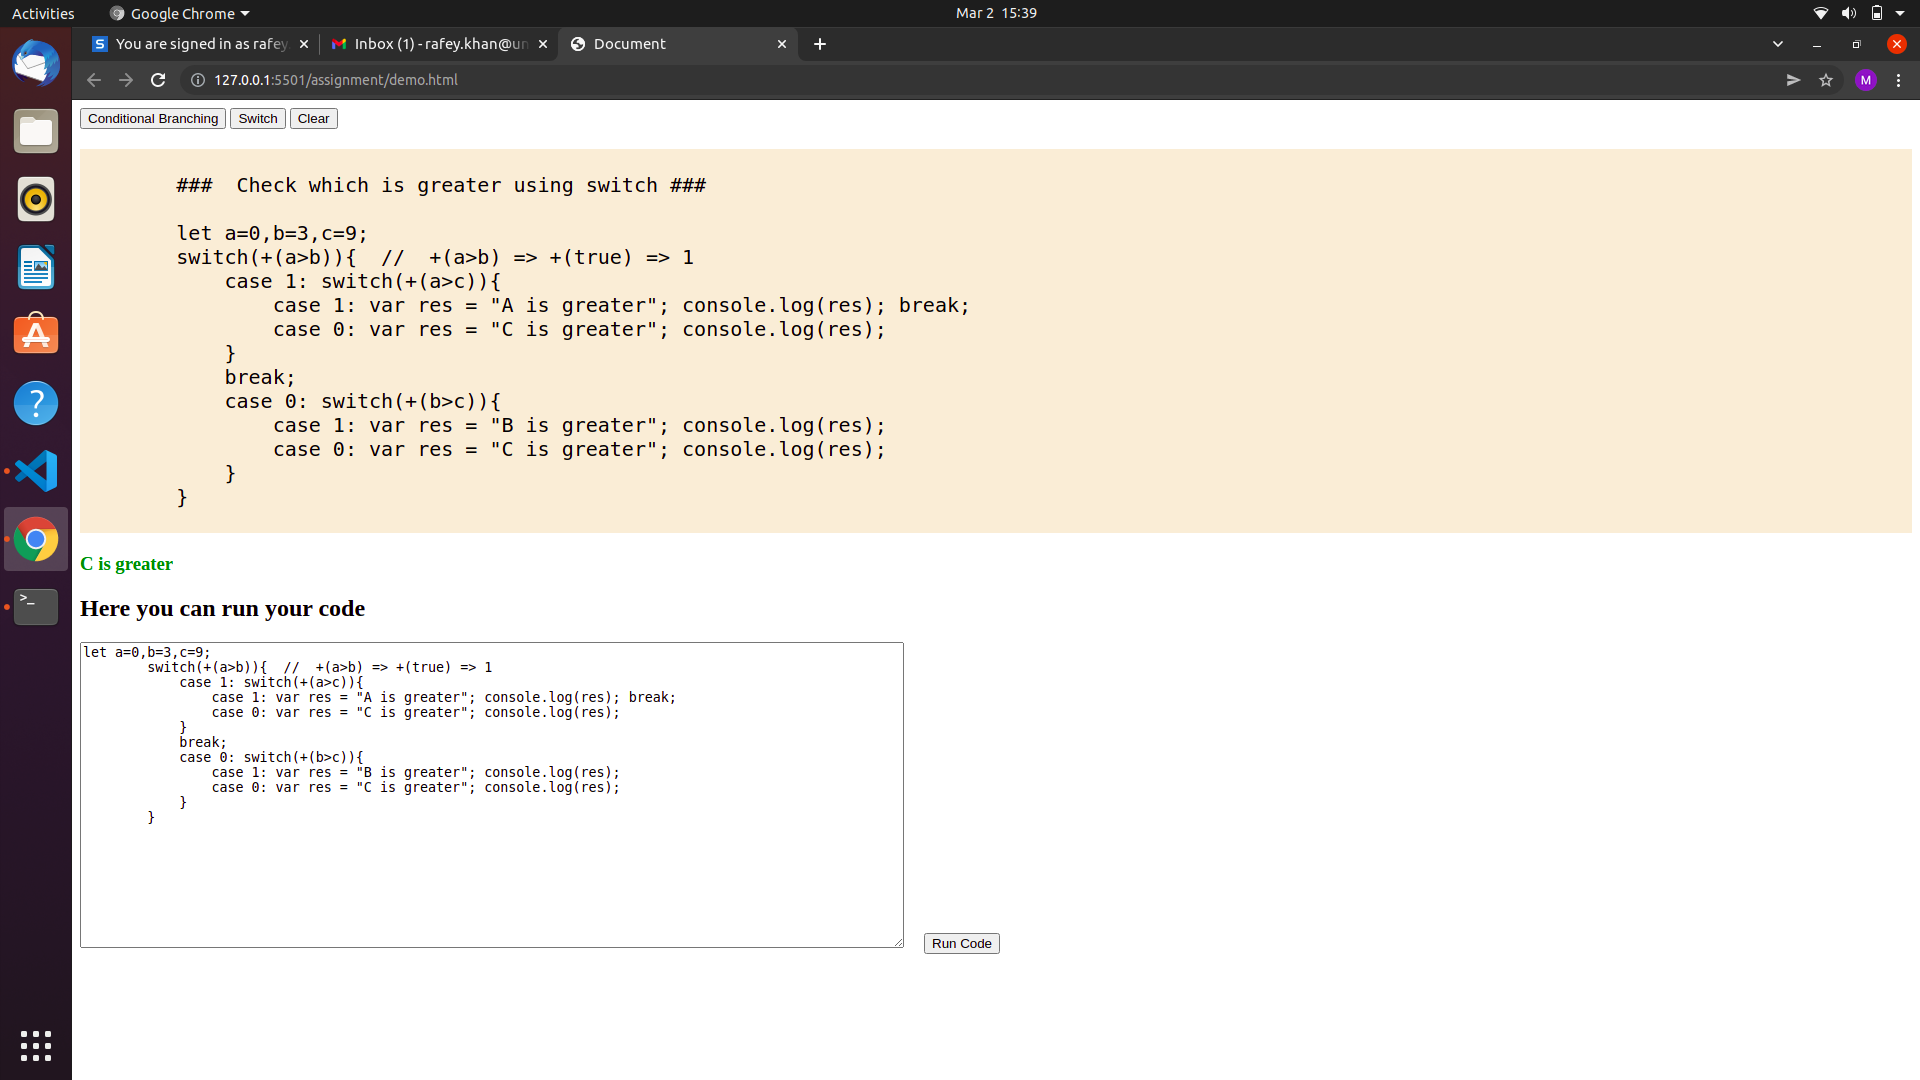 Activities
Google Chrome
Mar 2  15:39
You are signed in as rafey
Inbox (1) - rafey.khan@un
Document
127.0.0.1:5501/assignment/demo.html
M
Conditional Branching
Switch
Clear
###  Check which is greater using switch ###
let a=0,b=3,c=9;
switch(+(a>b)){  //  +(a>b) => +(true) => 1
    case 1: switch(+(a>c)){
        case 1: var res = "A is greater"; console.log(res); break;
        case 0: var res = "C is greater"; console.log(res);
    }
    break;
    case 0: switch(+(b>c)){
        case 1: var res = "B is greater"; console.log(res);
        case 0: var res = "C is greater"; console.log(res);
    }
}
C is greater
Here you can run your code
let a=0,b=3,c=9;
        switch(+(a>b)){  //  +(a>b) => +(true) => 1
            case 1: switch(+(a>c)){
                case 1: var res = "A is greater"; console.log(res); break;
                case 0: var res = "C is greater"; console.log(res);
            }
            break;
            case 0: switch(+(b>c)){
                case 1: var res = "B is greater"; console.log(res);
                case 0: var res = "C is greater"; console.log(res);
            }
        }
Run Code